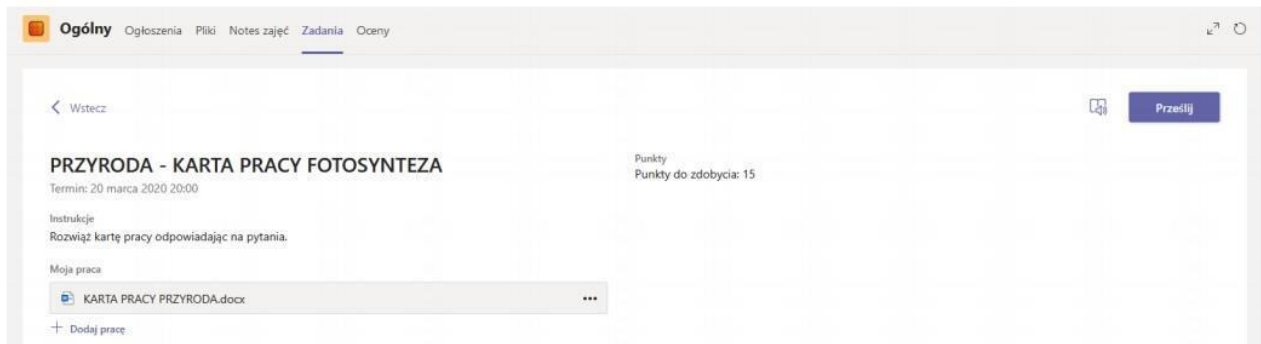 Ogólny Ogłoszenia Pliki Notes zajęć Zadania Oceny
Wstecz
Prześlij
PRZYRODA - KARTA PRACY FOTOSYNTEZA
Termin: 20 marca 2020 20:00
Punkty
Punkty do zdobycia: 15
Instrukcje
Rozwiąż kartę pracy odpowiadając na pytania.
Moja praca
KARTA PRACY PRZYRODA.docx
Dodaj pracę